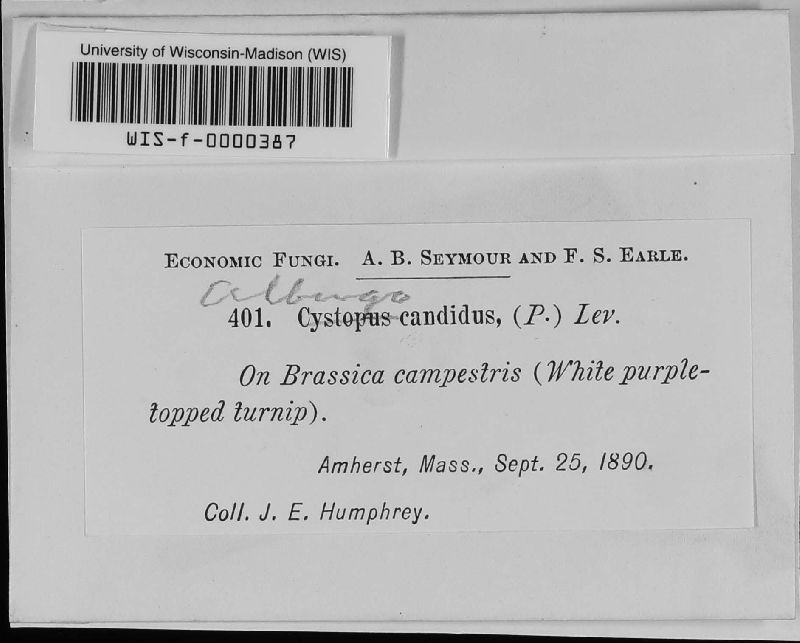 University of Wisconsin-Madison (WIS)
WIS-f-0000387
ECONOMIC FUNGI. A. B. SEYMOUR AND F. S. EARLE.
Albugo
401. Cystopus candidus, (P.) Lev.
On Brassica campestris (White purple-
topped turnip).
Amherst, Mass., Sept. 25, 1890.
Coll. J. E. Humphrey.